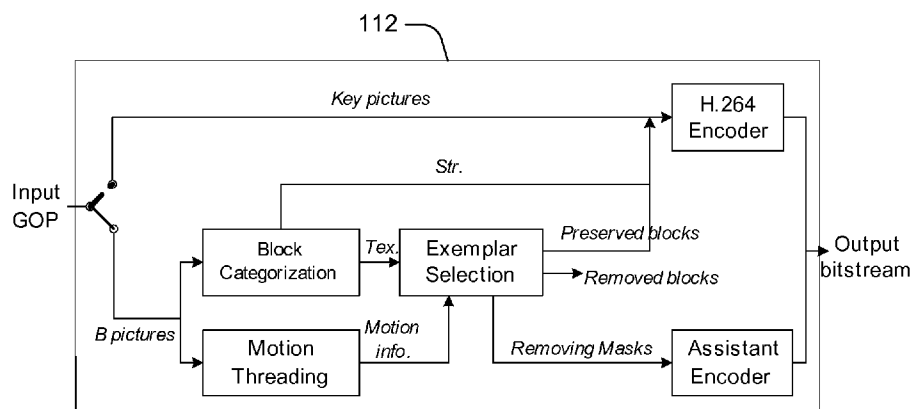 112
Key pictures
H.264
Encoder
Str.
Input
GOP
Block
Categorization
Tex.
Exemplar
Selection
Preserved blocks
Removed blocks
Output
bitstream
B pictures
Motion
Threading
Motion
info.
Removing Masks
Assistant
Encoder